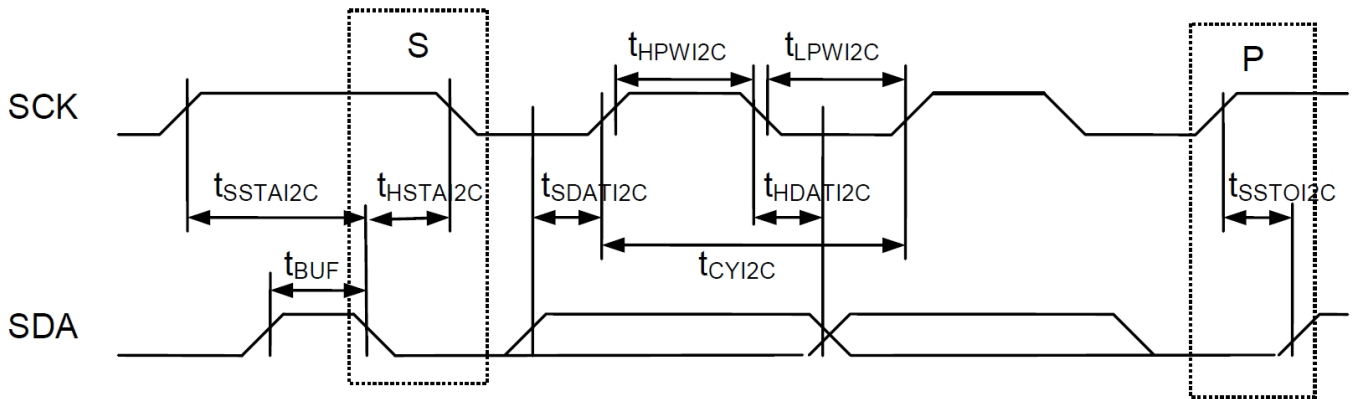 S
tHPWI2C
tLPWI2C
P
SCK
tSSTAI2C
tHSTAI2C
tSDATI2C
tHDATI2C
tSSTOI2C
tBUF
tCYI2C
SDA